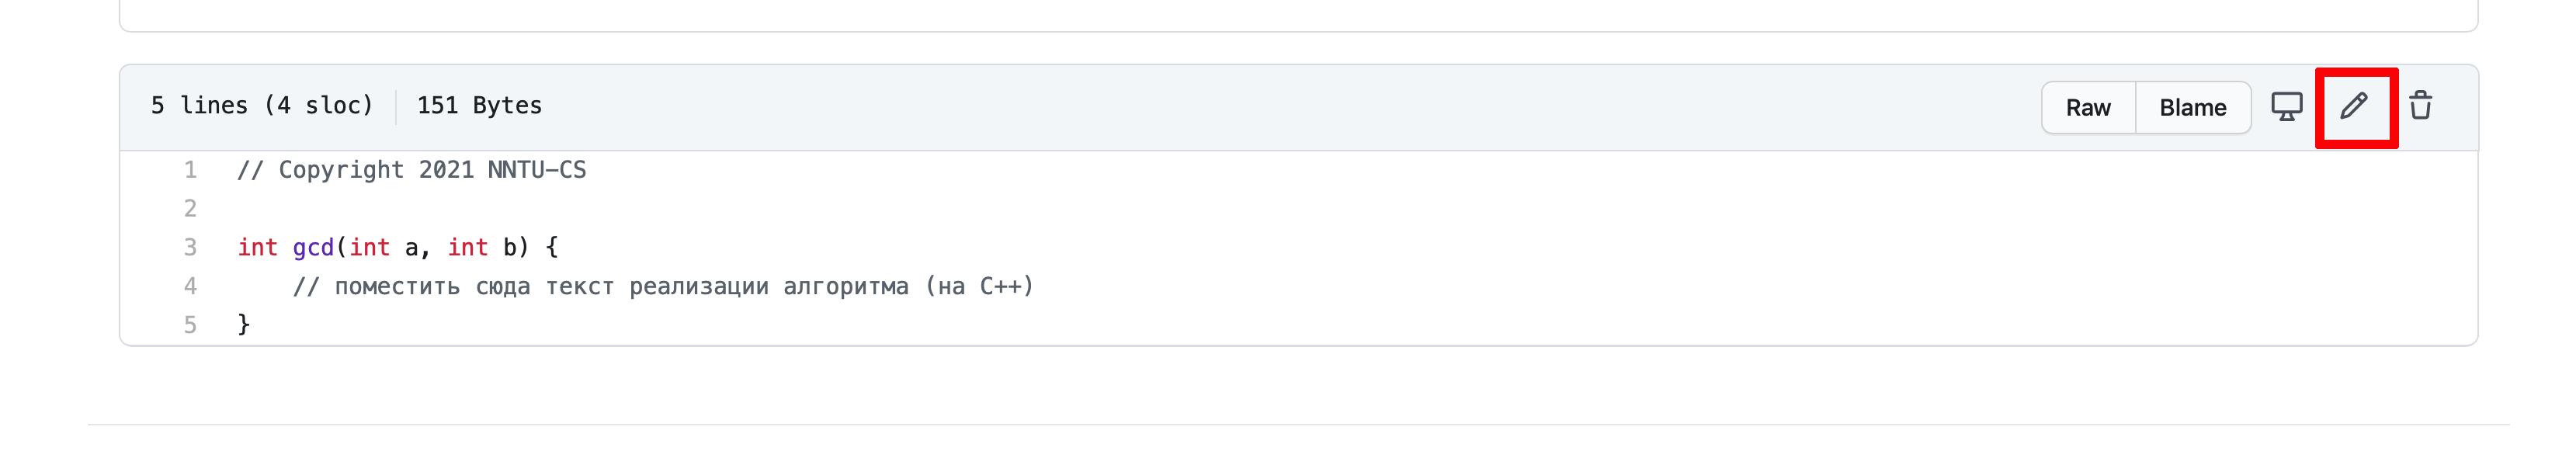 5 lines (4 sloc) 151 Bytes Raw Blame
1 // Copyright 2021 NNTU-CS
2
3 int gcd(int a, int b) {
4     // поместить сюда текст реализации алгоритма (на C++)
5 }